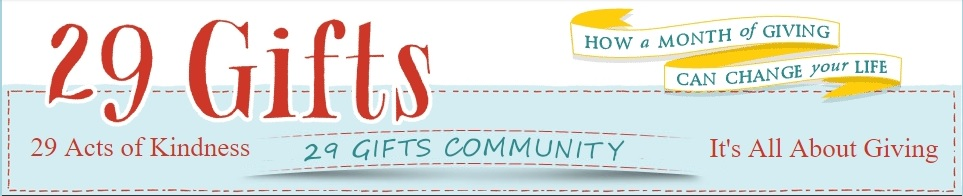 29 Gifts
HOW a MONTH of GIVING
CAN CHANGE your LIFE
29 Acts of Kindness
29 GIFTS COMMUNITY
It's All About Giving